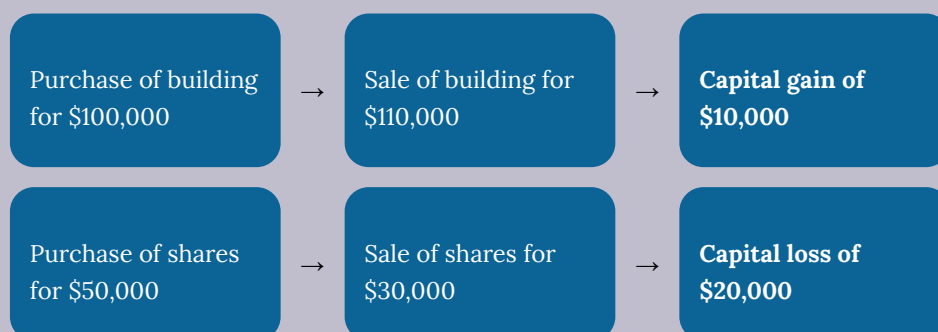 Purchase of building
for $100,000
→
Sale of building for
$110,000
→
Capital gain of
$10,000
Purchase of shares
for $50,000
→
Sale of shares for
$30,000
→
Capital loss of
$20,000